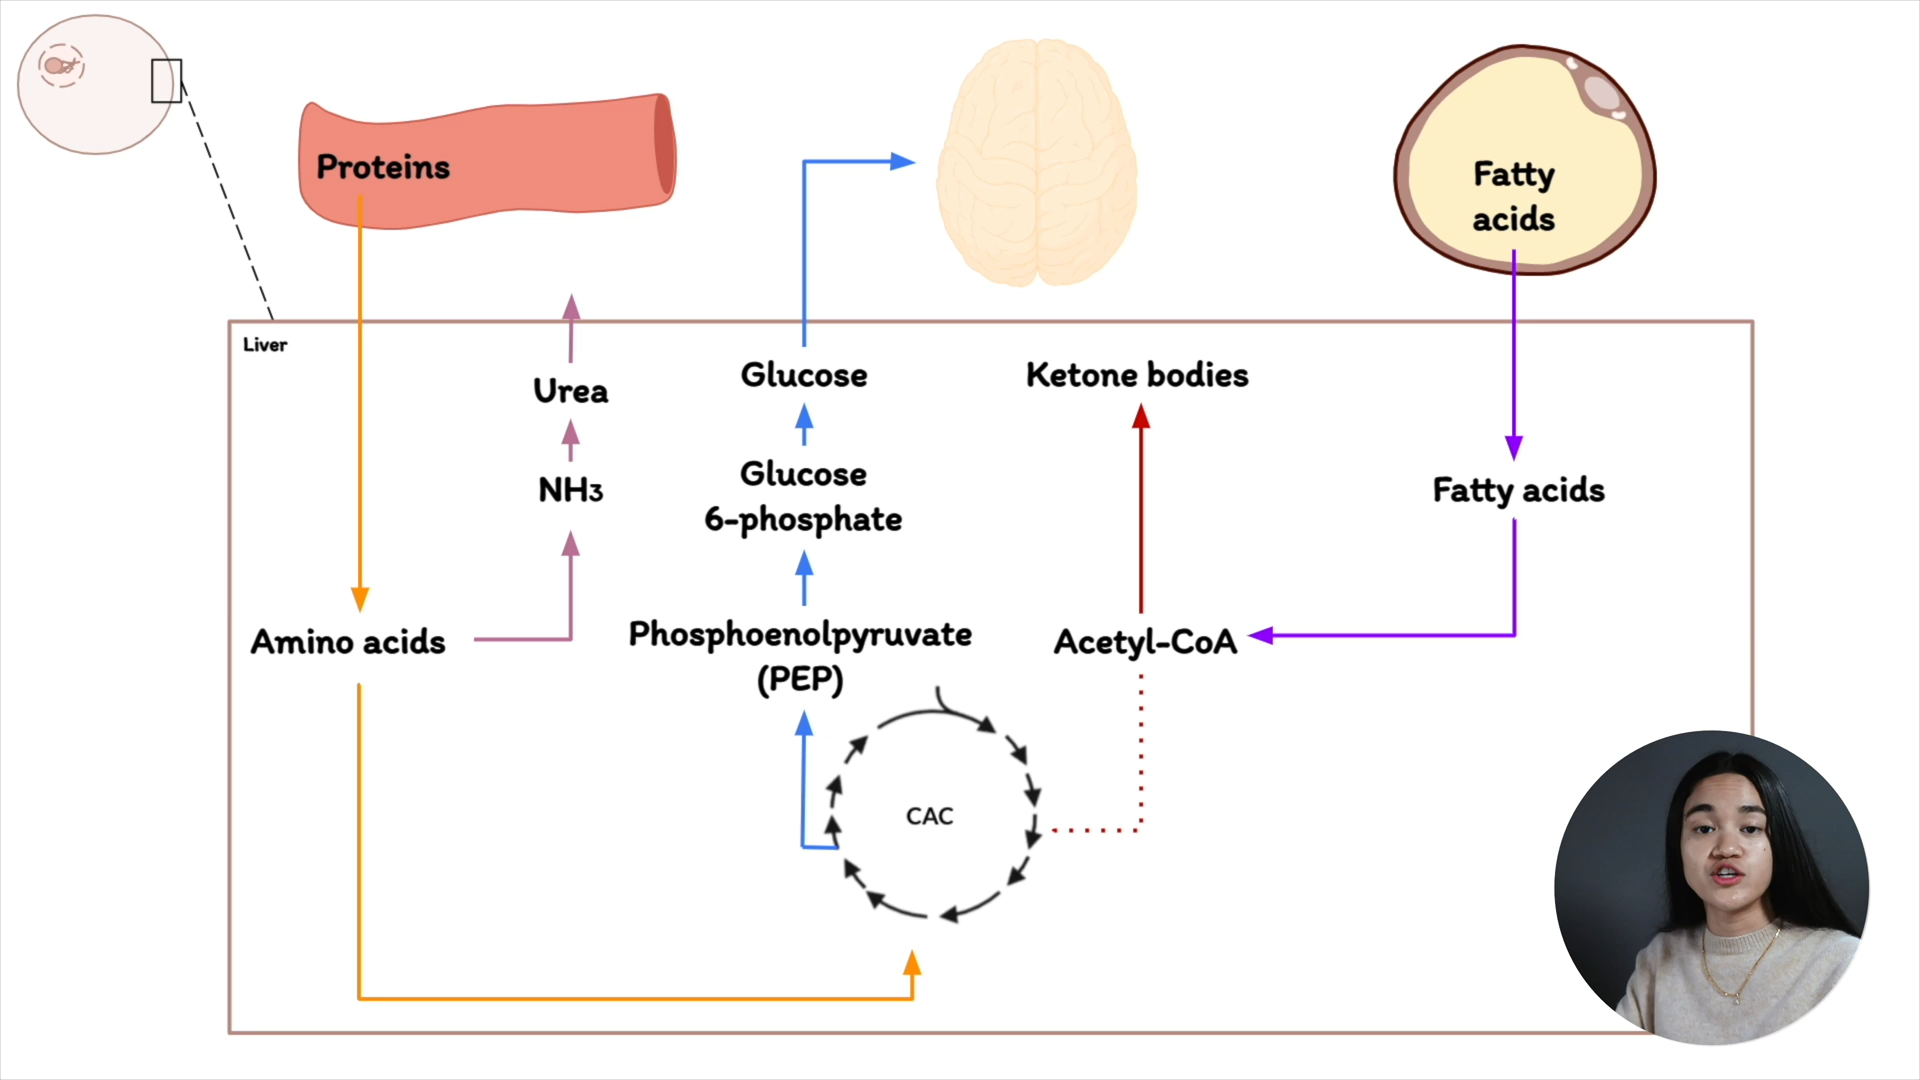 Proteins
Fatty
acids
Liver
Urea
Glucose
Ketone bodies
NH3
Glucose
6-phosphate
Fatty acids
Amino acids
Phosphoenolpyruvate
(PEP)
Acetyl-CoA
CAC